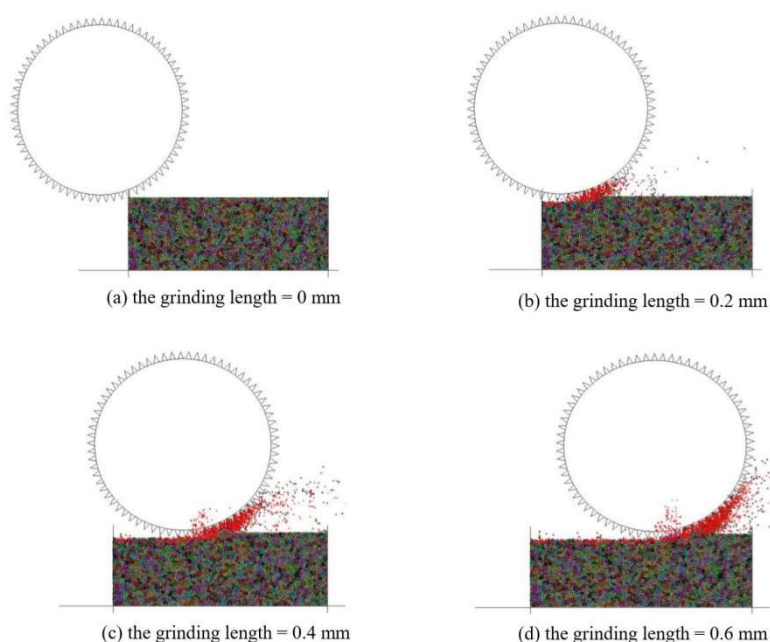 (a) the grinding length = 0 mm
(b) the grinding length = 0.2 mm
(c) the grinding length = 0.4 mm
(d) the grinding length = 0.6 mm